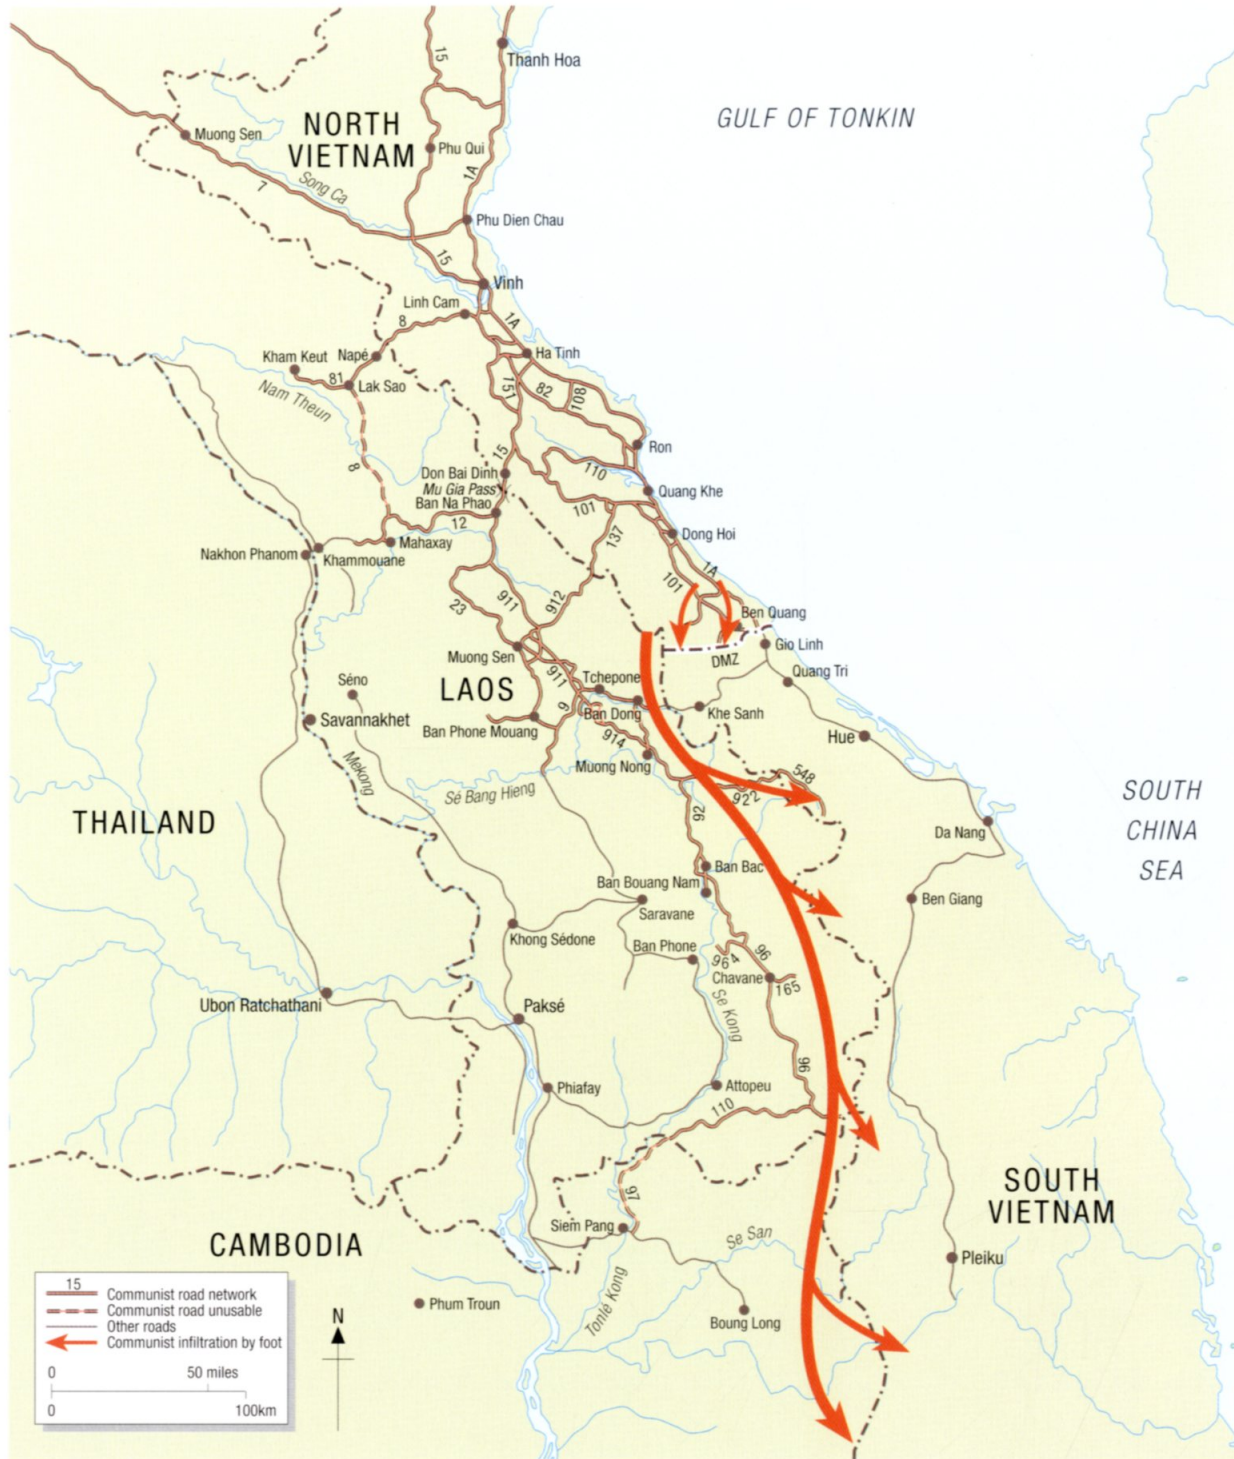 15
Thanh Hoa
GULF OF TONKIN
NORTH
VIETNAM
Muong Sen
Phu Qui
Song Ca
7
1A
Phu Dien Chau
15
Vinh
Linh Cam
8
1A
Kham Keut
Napé
Ha Tinh
81
Lak Sao
151
82
108
Nam Theun
Ron
15
8
110
Don Bai Dinh
Mu Gia Pass
Ban Na Phao
Quang Khe
101
12
137
Dong Hoi
Nakhon Phanom
Khammouane
Mahaxay
1A
101
911
912
23
Ben Quang
Gio Linh
DMZ
Muong Sen
911
Tchepone
Quang Tri
Séno
LAOS
9
Savannakhet
Ban Dong
Khe Sanh
Ban Phone Mouang
914
Hue
Mekong
Muong Nong
548
Sé Bang Hieng
922
92
SOUTH
CHINA
SEA
THAILAND
Da Nang
Ban Bac
Ban Bouang Nam
Saravane
Ben Giang
Khong Sédone
Ban Phone
96
964
Chavane
165
Ubon Ratchathani
Paksé
Se Kong
96
Phiafay
Attopeu
110
SOUTH
VIETNAM
97
Siem Pang
Se San
CAMBODIA
Pleiku
Tonlé Kong
Phum Troun
Boung Long
15
Communist road network
Communist road unusable
Other roads
Communist infiltration by foot
0 50 miles
0 100km
N